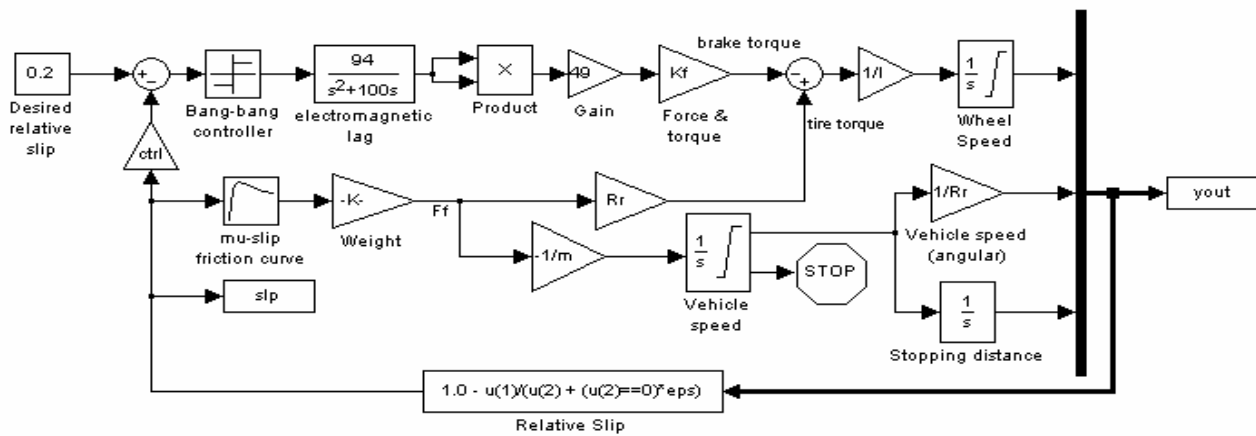 0.2
Desired
relative
slip
+
−
Bang-bang
controller
94
s²+100s
electromagnetic
lag
×
Product
49
Gain
Kf
Force &
torque
brake torque
−
+
tire torque
1/I
1
s
Wheel
Speed
ctrl
mu-slip
friction curve
-K-
Weight
Ff
Rr
-1/m
1
s
Vehicle
speed
STOP
1/Rr
Vehicle speed
(angular)
1
s
Stopping distance
yout
slp
1.0 - u(1)/(u(2) + (u(2)==0)*eps)
Relative Slip